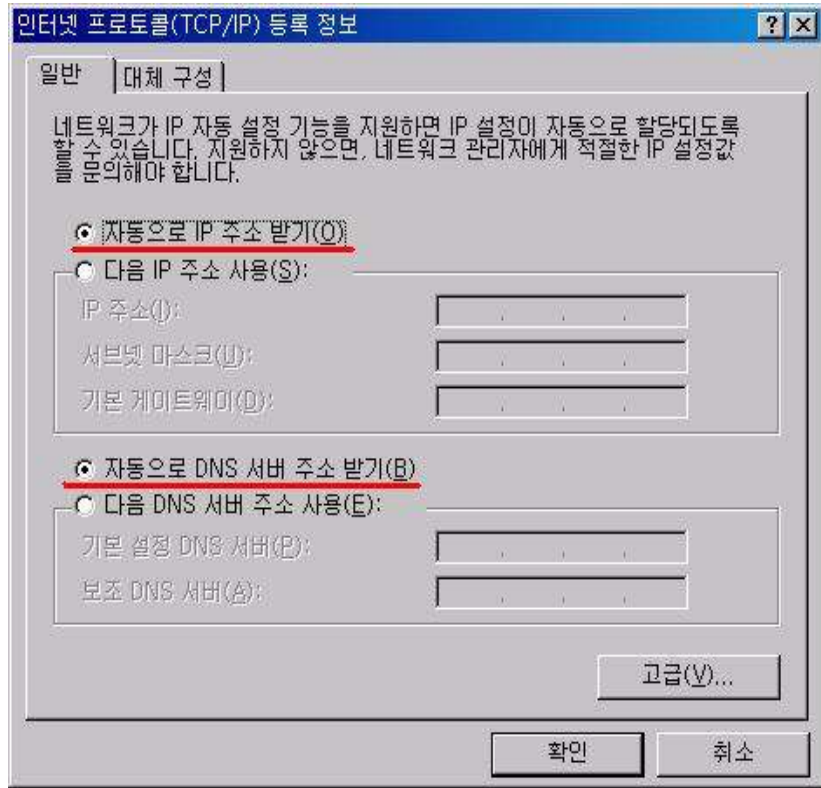 인터넷 프로토콜(TCP/IP) 등록 정보
일반
대체 구성
네트워크가 IP 자동 설정 기능을 지원하면 IP 설정이 자동으로 할당되도록
할 수 있습니다. 지원하지 않으면, 네트워크 관리자에게 적절한 IP 설정값
을 문의해야 합니다.
자동으로 IP 주소 받기(O)
다음 IP 주소 사용(S):
IP 주소(I):
서브넷 마스크(U):
기본 게이트웨이(D):
자동으로 DNS 서버 주소 받기(B)
다음 DNS 서버 주소 사용(E):
기본 설정 DNS 서버(P):
보조 DNS 서버(A):
고급(V)...
확인
취소